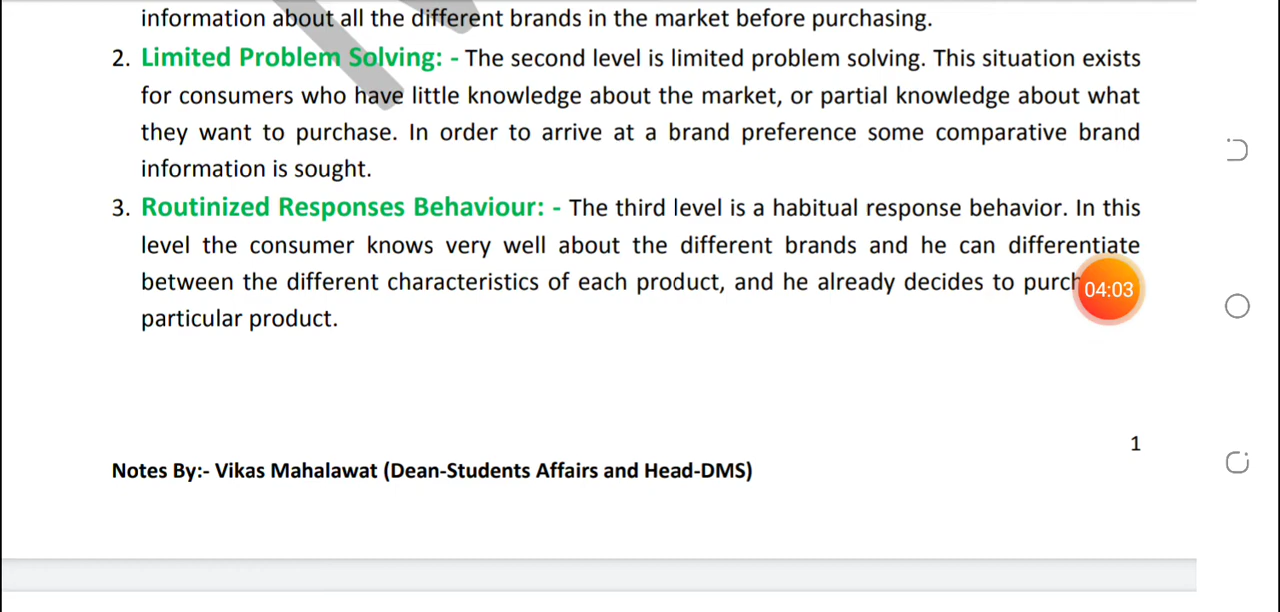 information about all the different brands in the market before purchasing.
2. Limited Problem Solving: - The second level is limited problem solving. This situation exists
for consumers who have little knowledge about the market, or partial knowledge about what
they want to purchase. In order to arrive at a brand preference some comparative brand
information is sought.
3. Routinized Responses Behaviour: - The third level is a habitual response behavior. In this
level the consumer knows very well about the different brands and he can differentiate
between the different characteristics of each product, and he already decides to
04:03
particular product.
1
Notes By:- Vikas Mahalawat (Dean-Students Affairs and Head-DMS)